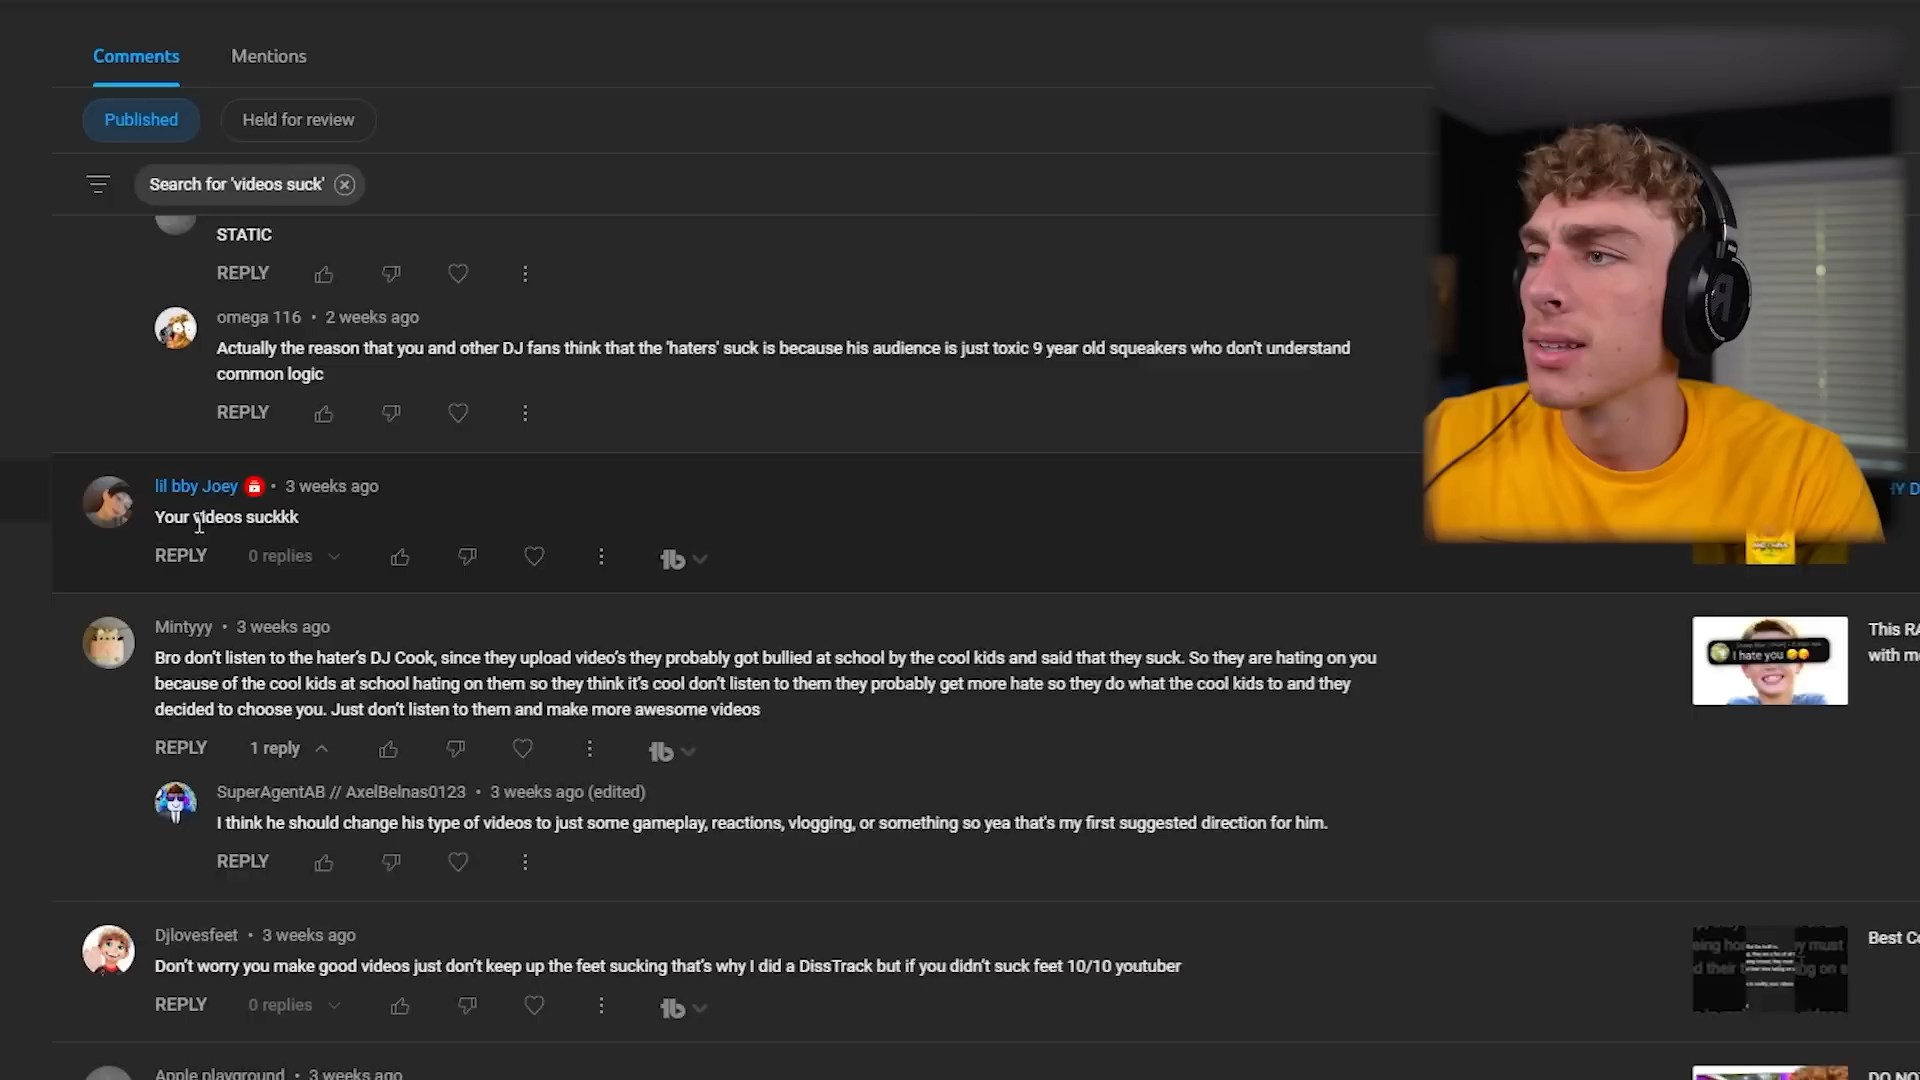 Comments
Mentions
Published
Held for review
Search for 'videos suck'
STATIC
REPLY
omega 116 • 2 weeks ago
Actually the reason that you and other DJ fans think that the 'haters' suck is because his audience is just toxic 9 year old squeakers who don't understand
common logic
REPLY
lil bby Joey • 3 weeks ago
Your videos suckkk
REPLY 0 replies
Mintyyy • 3 weeks ago
Bro don't listen to the hater's DJ Cook, since they upload video's they probably got bullied at school by the cool kids and said that they suck. So they are hating on you
because of the cool kids at school hating on them so they think it's cool don't listen to them they probably get more hate so they do what the cool kids to and they
decided to choose you. Just don't listen to them and make more awesome videos
This RA
with m
I hate you
REPLY 1 reply
SuperAgentAB // AxelBelnas0123 • 3 weeks ago (edited)
I think he should change his type of videos to just some gameplay, reactions, vlogging, or something so yea that's my first suggested direction for him.
REPLY
Djlovesfeet • 3 weeks ago
Don't worry you make good videos just don't keep up the feet sucking that's why I did a DissTrack but if you didn't suck feet 10/10 youtuber
Best Co
REPLY 0 replies
Apple playground • 3 weeks ago
DO NO